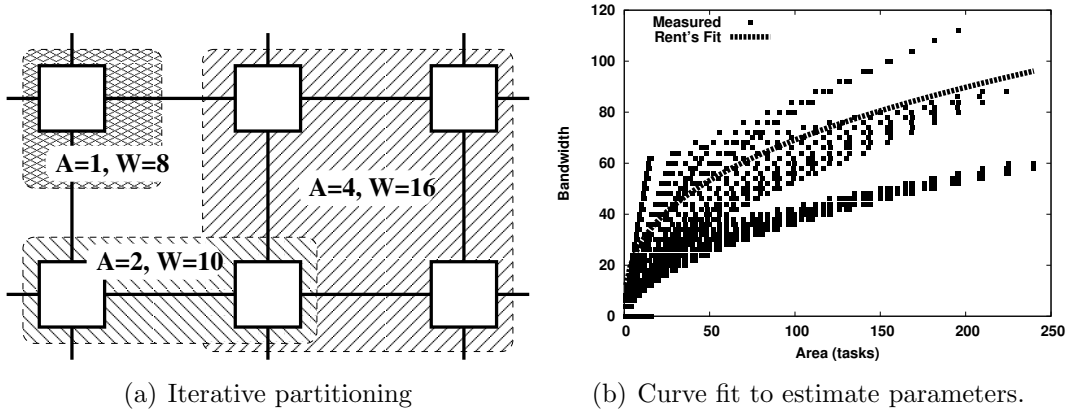 A=1, W=8
A=4, W=16
A=2, W=10
(a) Iterative partitioning
120
100
80
60
40
20
0
Bandwidth
Measured
Rent's Fit
0 50 100 150 200 250
Area (tasks)
(b) Curve fit to estimate parameters.